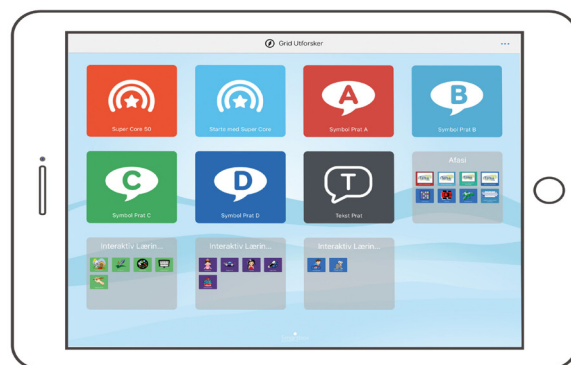 Grid Utforsker
Super Core 50
Starte med Super Core
A
Symbol Prat A
B
Symbol Prat B
C
Symbol Prat C
D
Symbol Prat D
T
Tekst Prat
Afasi
Interaktiv Lærin...
Interaktiv Lærin...
Interaktiv Lærin...